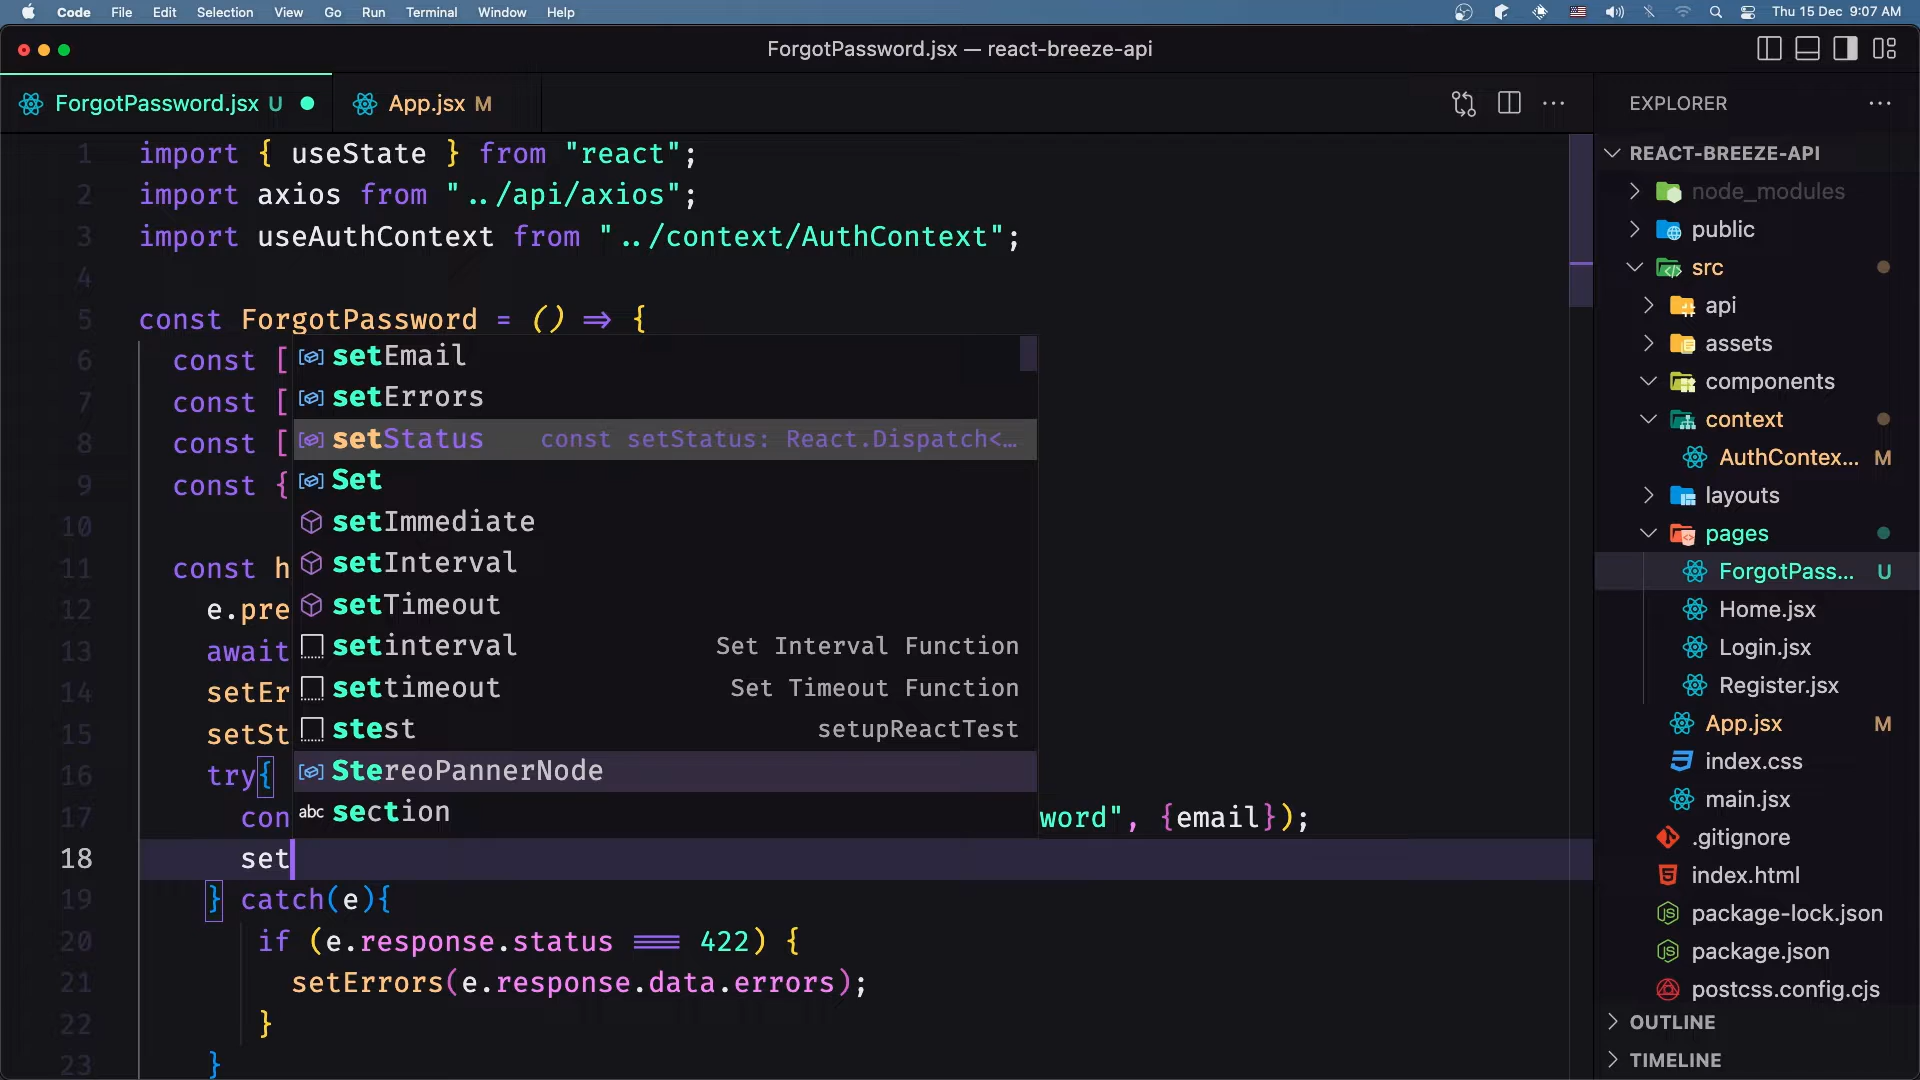 Code File Edit Selection View Go Run Terminal Window Help Thu 15 Dec 9:07 AM
ForgotPassword.jsx — react-breeze-api
ForgotPassword.jsx U App.jsx M
1 import { useState } from "react";
2 import axios from "../api/axios";
3 import useAuthContext from "../context/AuthContext";
4
5 const ForgotPassword = () => {
6 const [
7 const [
8 const [
9 const {
10
11 const h
12 e.pre
13 await
14 setEr
15 setSt
16 try{
17 con word", {email});
18 set
19 } catch(e){
20 if (e.response.status === 422) {
21 setErrors(e.response.data.errors);
22 }
23 }
setEmail
setErrors
setStatus const setStatus: React.Dispatch<…
Set
setImmediate
setInterval
setTimeout
setinterval Set Interval Function
settimeout Set Timeout Function
stest setupReactTest
StereoPannerNode
abc section
EXPLORER
REACT-BREEZE-API
node_modules
public
src
api
assets
components
context
AuthContex... M
layouts
pages
ForgotPass... U
Home.jsx
Login.jsx
Register.jsx
App.jsx M
index.css
main.jsx
.gitignore
index.html
package-lock.json
package.json
postcss.config.cjs
OUTLINE
TIMELINE